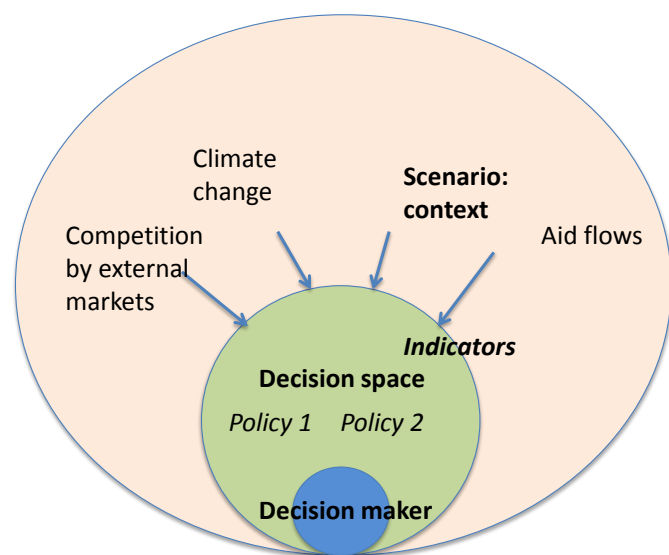 Climate
change
Scenario:
context
Competition
by external
markets
Aid flows
Indicators
Decision space
Policy 1 Policy 2
Decision maker